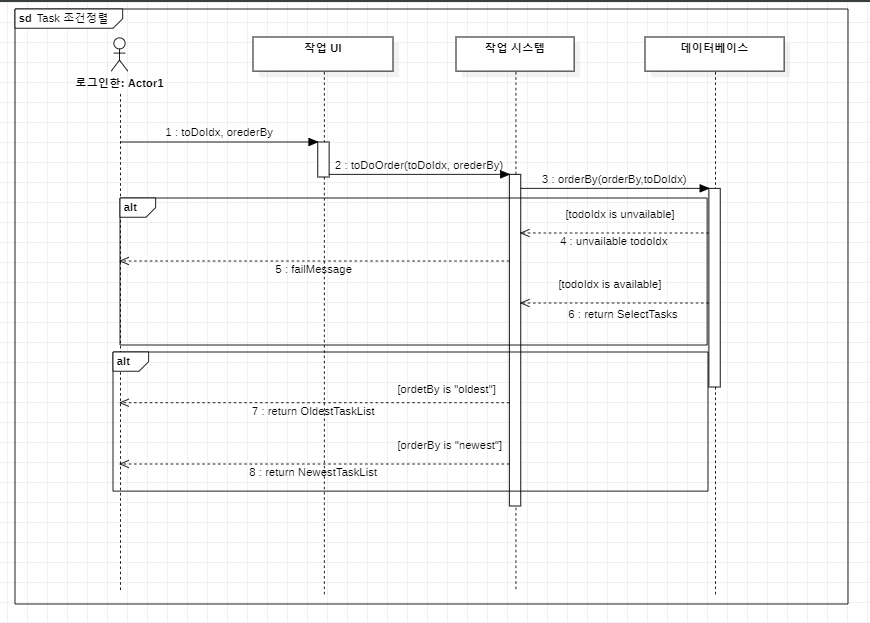 sd Task 조건정렬
로그인한: Actor1
작업 UI
작업 시스템
데이터베이스
1 : toDoIdx, orederBy
2 : toDoOrder(toDoIdx, orederBy)
3 : orderBy(orderBy,toDoIdx)
alt
[todoIdx is unvailable]
4 : unvailable todoIdx
5 : failMessage
[todoIdx is available]
6 : return SelectTasks
alt
[ordetBy is "oldest"]
7 : return OldestTaskList
[orderBy is "newest"]
8 : return NewestTaskList